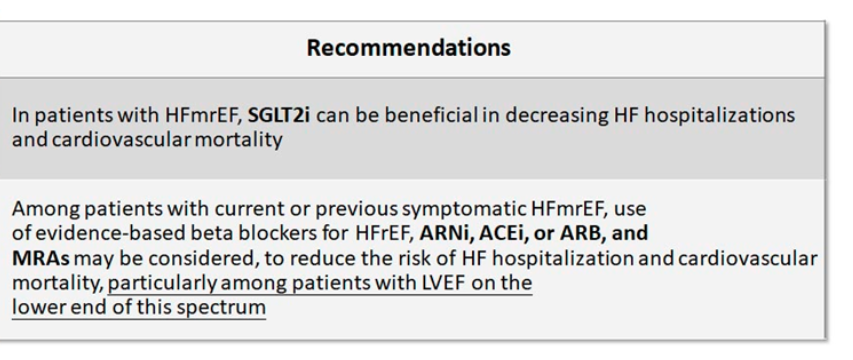 Recommendations
In patients with HFmrEF, SGLT2i can be beneficial in decreasing HF hospitalizations
and cardiovascular mortality
Among patients with current or previous symptomatic HFmrEF, use
of evidence-based beta blockers for HFrEF, ARNi, ACEi, or ARB, and
MRAs may be considered, to reduce the risk of HF hospitalization and cardiovascular
mortality, particularly among patients with LVEF on the
lower end of this spectrum